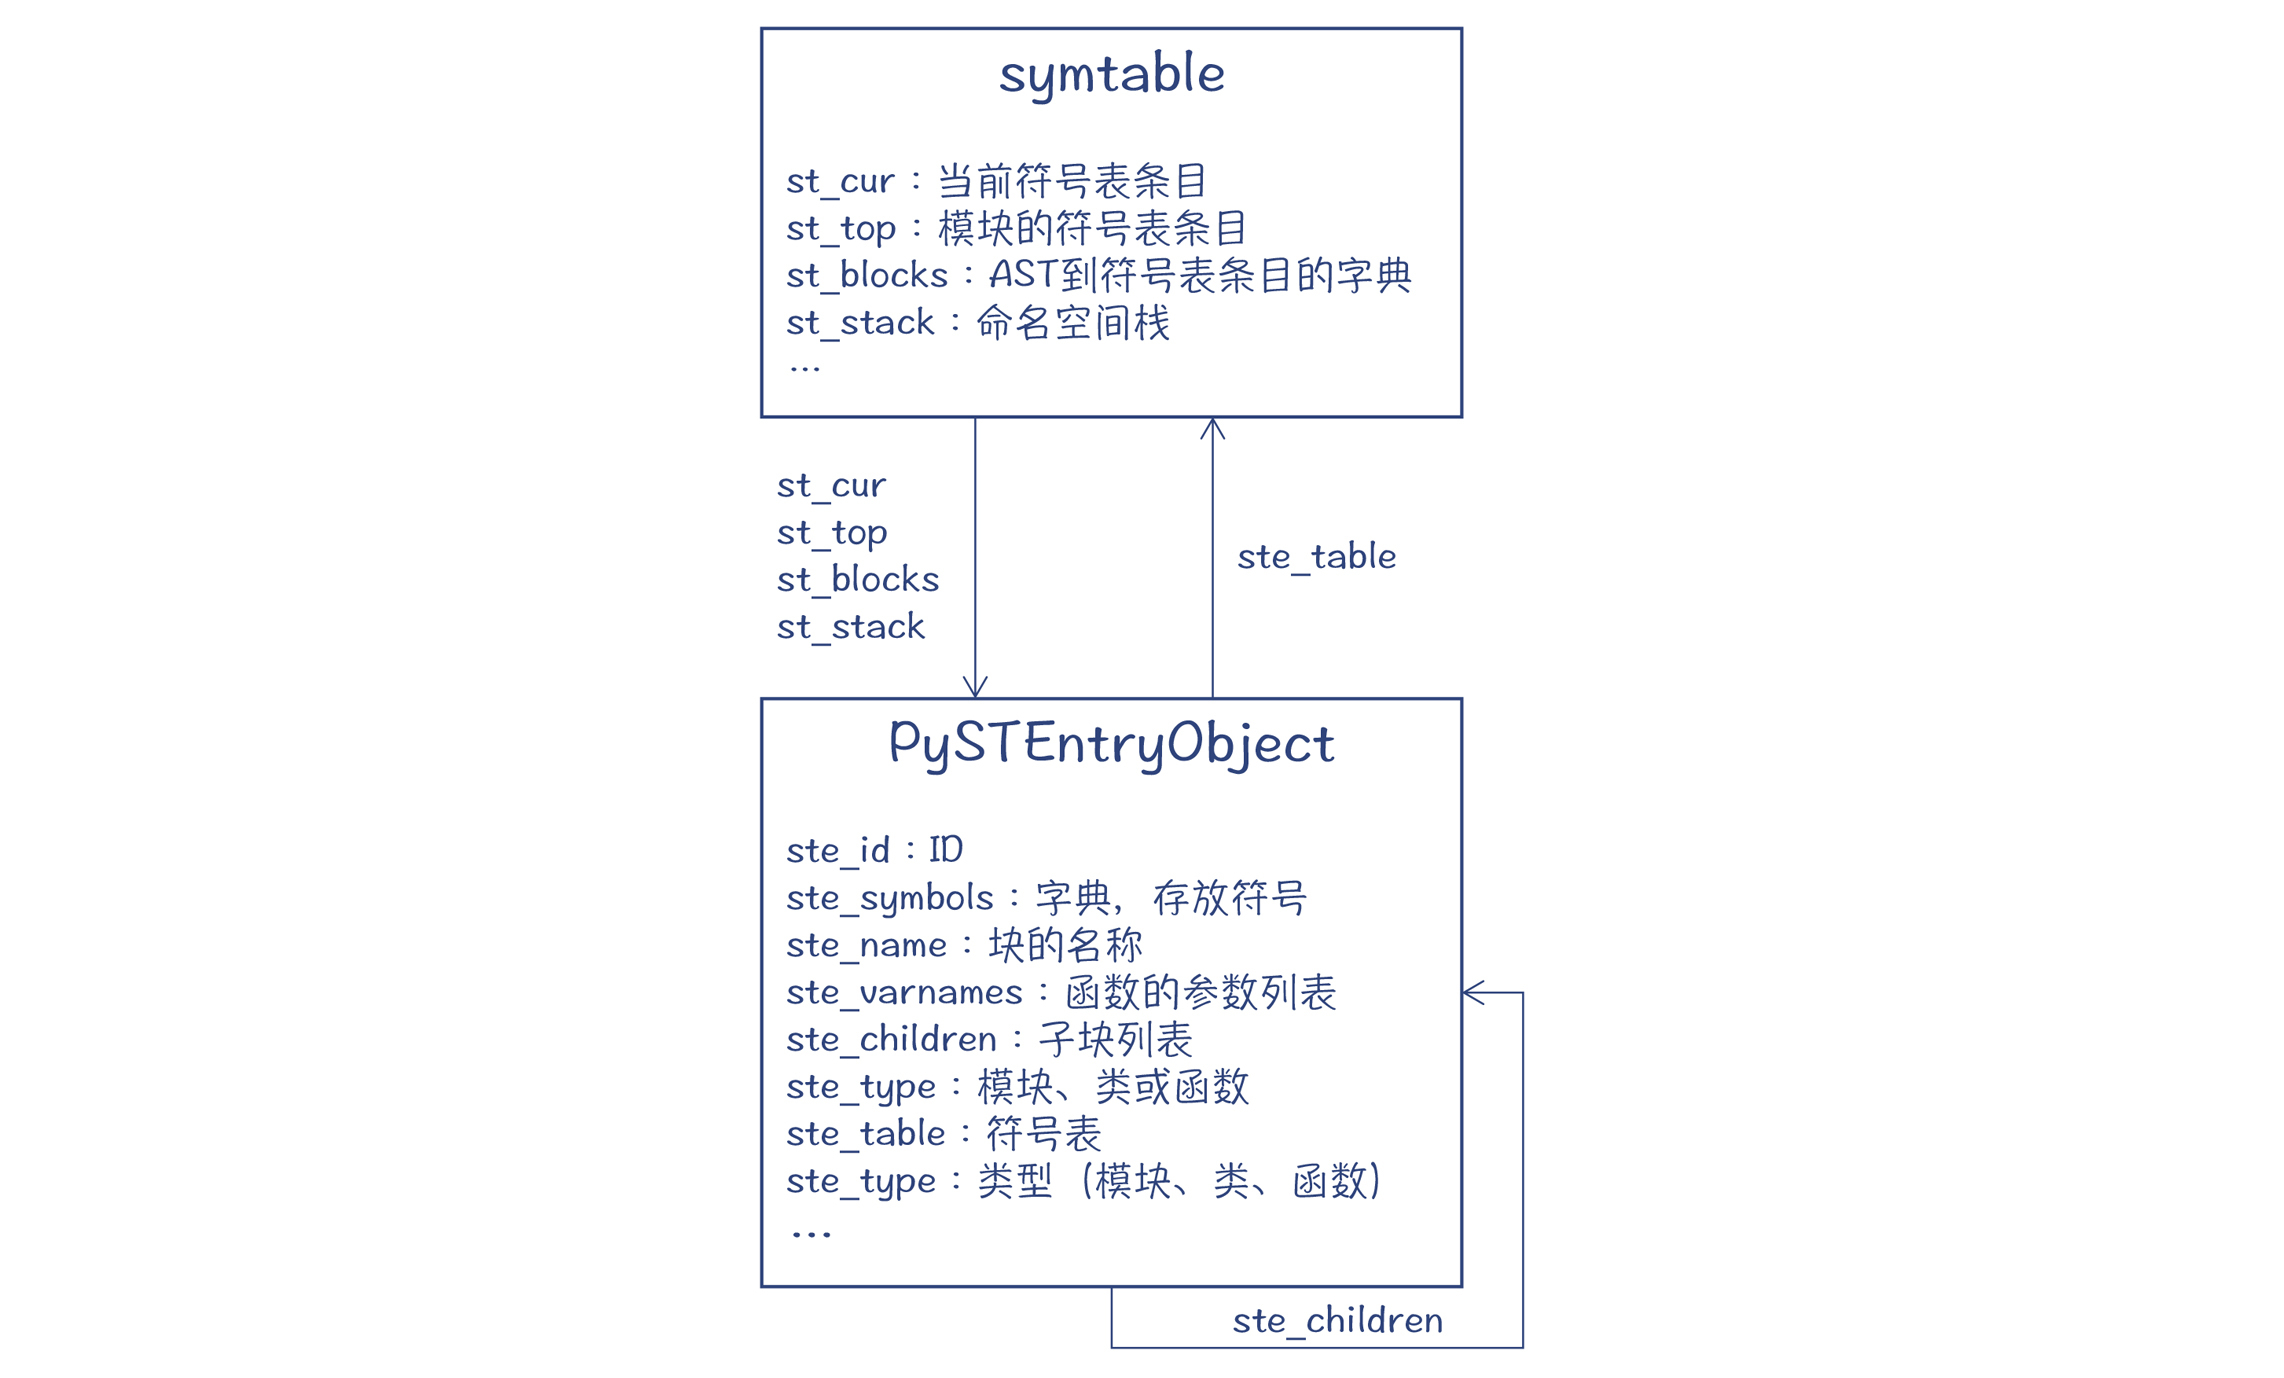 symtable
st_cur：当前符号表条目
st_top：模块的符号表条目
st_blocks：AST到符号表条目的字典
st_stack：命名空间栈
...
st_cur
st_top
st_blocks
st_stack
ste_table
PySTEntryObject
ste_id：ID
ste_symbols：字典，存放符号
ste_name：块的名称
ste_varnames：函数的参数列表
ste_children：子块列表
ste_type：模块、类或函数
ste_table：符号表
ste_type：类型（模块、类、函数）
...
ste_children